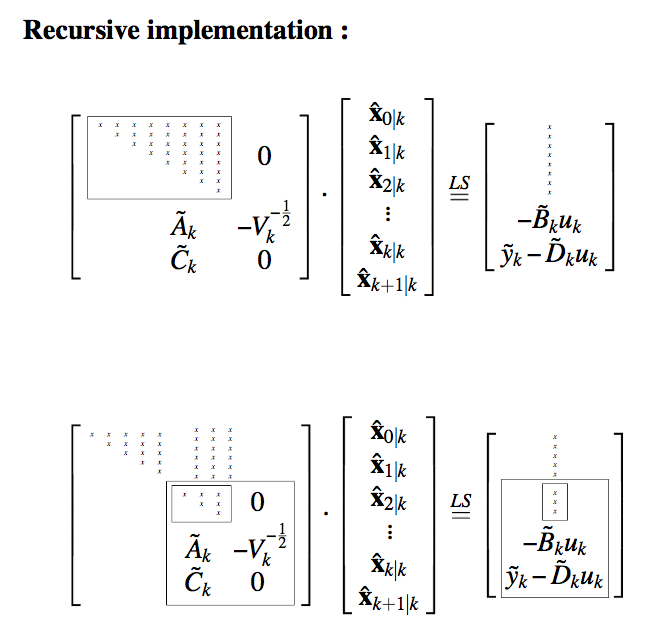 Recursive implementation :
x x x x x x x x
x x x x x x x
x x x x x x
x x x x x
x x x x
x x x
x x
x
0
Ã_k −V_k^{−1/2}
C̃_k 0
·
x̂_{0|k}
x̂_{1|k}
x̂_{2|k}
⋮
x̂_{k|k}
x̂_{k+1|k}
LS
=
x
x
x
x
x
x
x
x
−B̃_k u_k
ỹ_k − D̃_k u_k
x x x x x x x x
x x x x x x x
x x x x x x
x x x x x
x x x x
x x x
x x x 0
x x
x
Ã_k −V_k^{−1/2}
C̃_k 0
·
x̂_{0|k}
x̂_{1|k}
x̂_{2|k}
⋮
x̂_{k|k}
x̂_{k+1|k}
LS
=
x
x
x
x
x
x
x
x
−B̃_k u_k
ỹ_k − D̃_k u_k